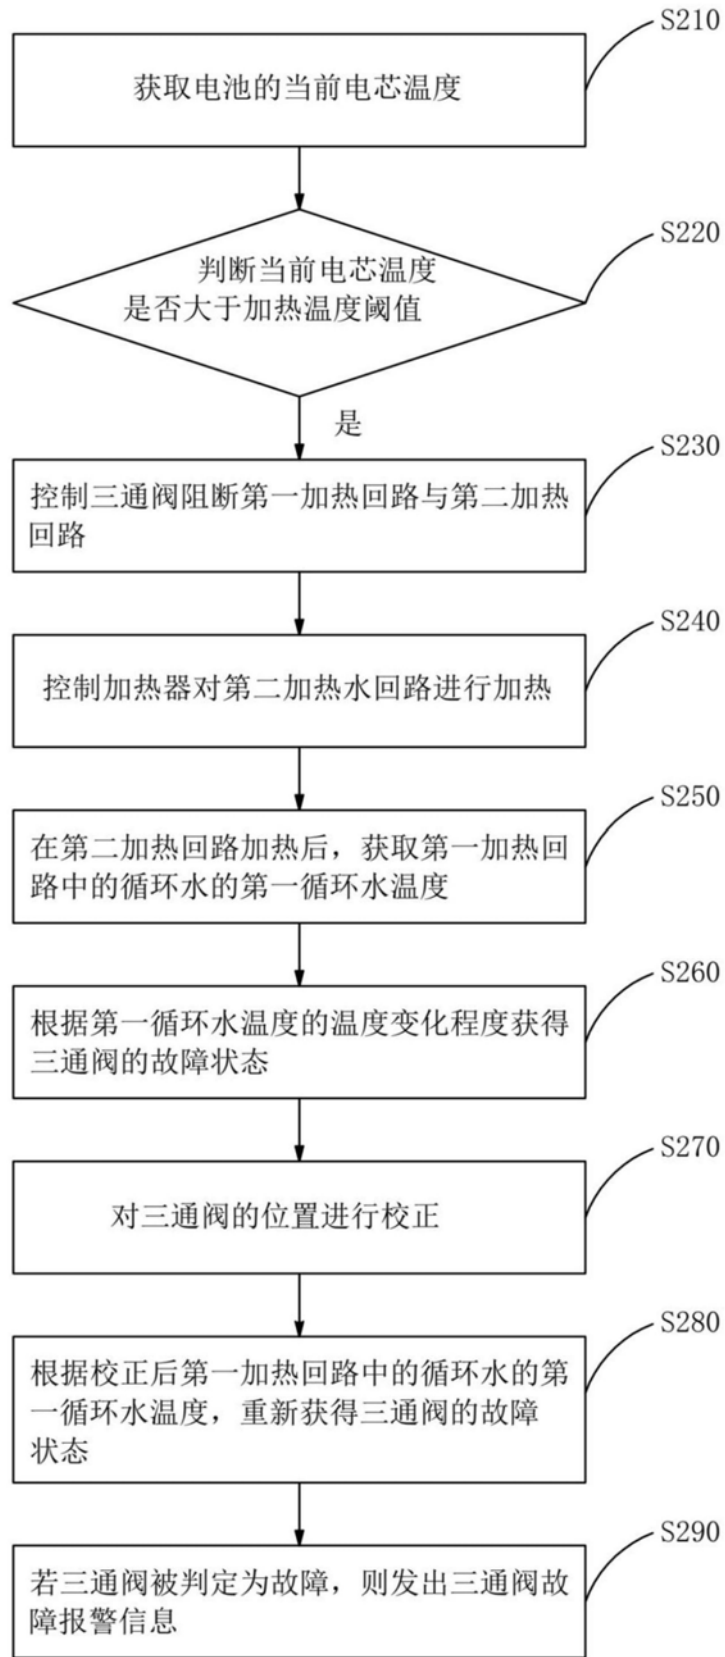 S210
获取电池的当前电芯温度
S220
判断当前电芯温度
是否大于加热温度阈值
是
S230
控制三通阀阻断第一加热回路与第二加热
回路
S240
控制加热器对第二加热水回路进行加热
S250
在第二加热回路加热后，获取第一加热回
路中的循环水的第一循环水温度
S260
根据第一循环水温度的温度变化程度获得
三通阀的故障状态
S270
对三通阀的位置进行校正
S280
根据校正后第一加热回路中的循环水的第
一循环水温度，重新获得三通阀的故障
状态
S290
若三通阀被判定为故障，则发出三通阀故
障报警信息